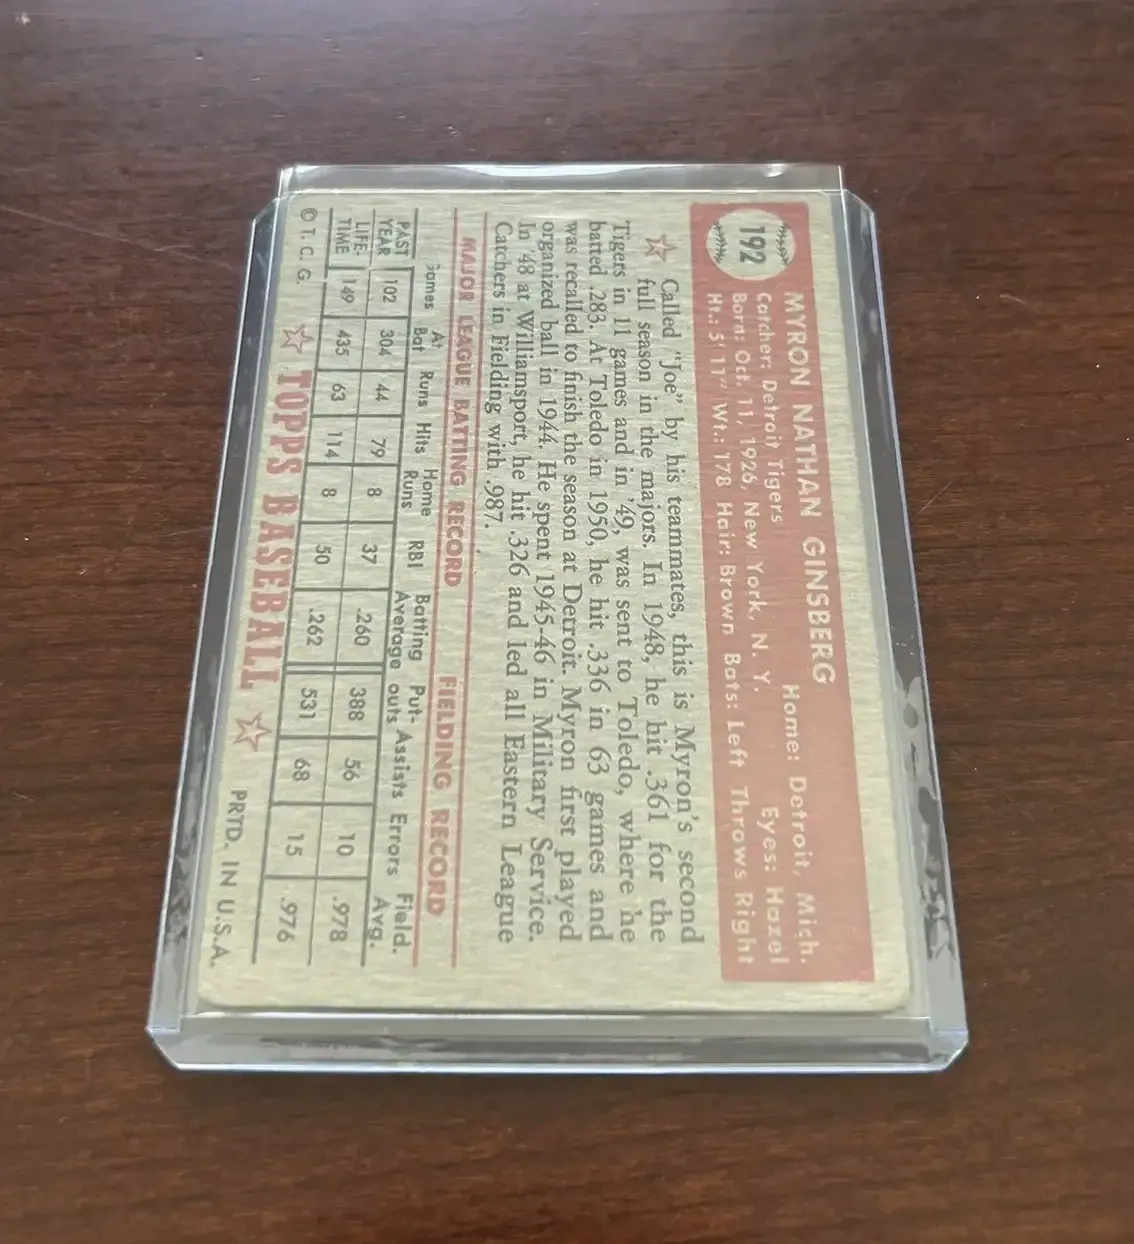 192
MYRON NATHAN GINSBERG
Catcher: Detroit Tigers Home: Detroit, Mich.
Born: Oct. 11, 1926, New York, N. Y. Eyes: Hazel
Ht.: 5' 11" Wt.: 178 Hair: Brown Bats: Left Throws Right
Called "Joe" by his teammates, this is Myron's second
full season in the majors. In 1948, he hit .361 for the
Tigers in 11 games and in '49, was sent to Toledo, where he
batted .283. At Toledo in 1950, he hit .336 in 63 games and
was recalled to finish the season at Detroit. Myron first played
organized ball in 1944. He spent 1945-46 in Military Service.
In '48 at Williamsport, he hit .326 and led all Eastern League
Catchers in Fielding with .987.
MAJOR LEAGUE BATTING RECORD FIELDING RECORD
Games At Bat Runs Hits Home Runs RBI Batting Average Put-outs Assists Errors Field. Avg.
PAST YEAR 102 304 44 79 8 37 .260 388 56 10 .978
LIFE-TIME 149 435 63 114 8 50 .262 531 68 15 .976
© T. C. G. TOPPS BASEBALL PRTD. IN U.S.A.